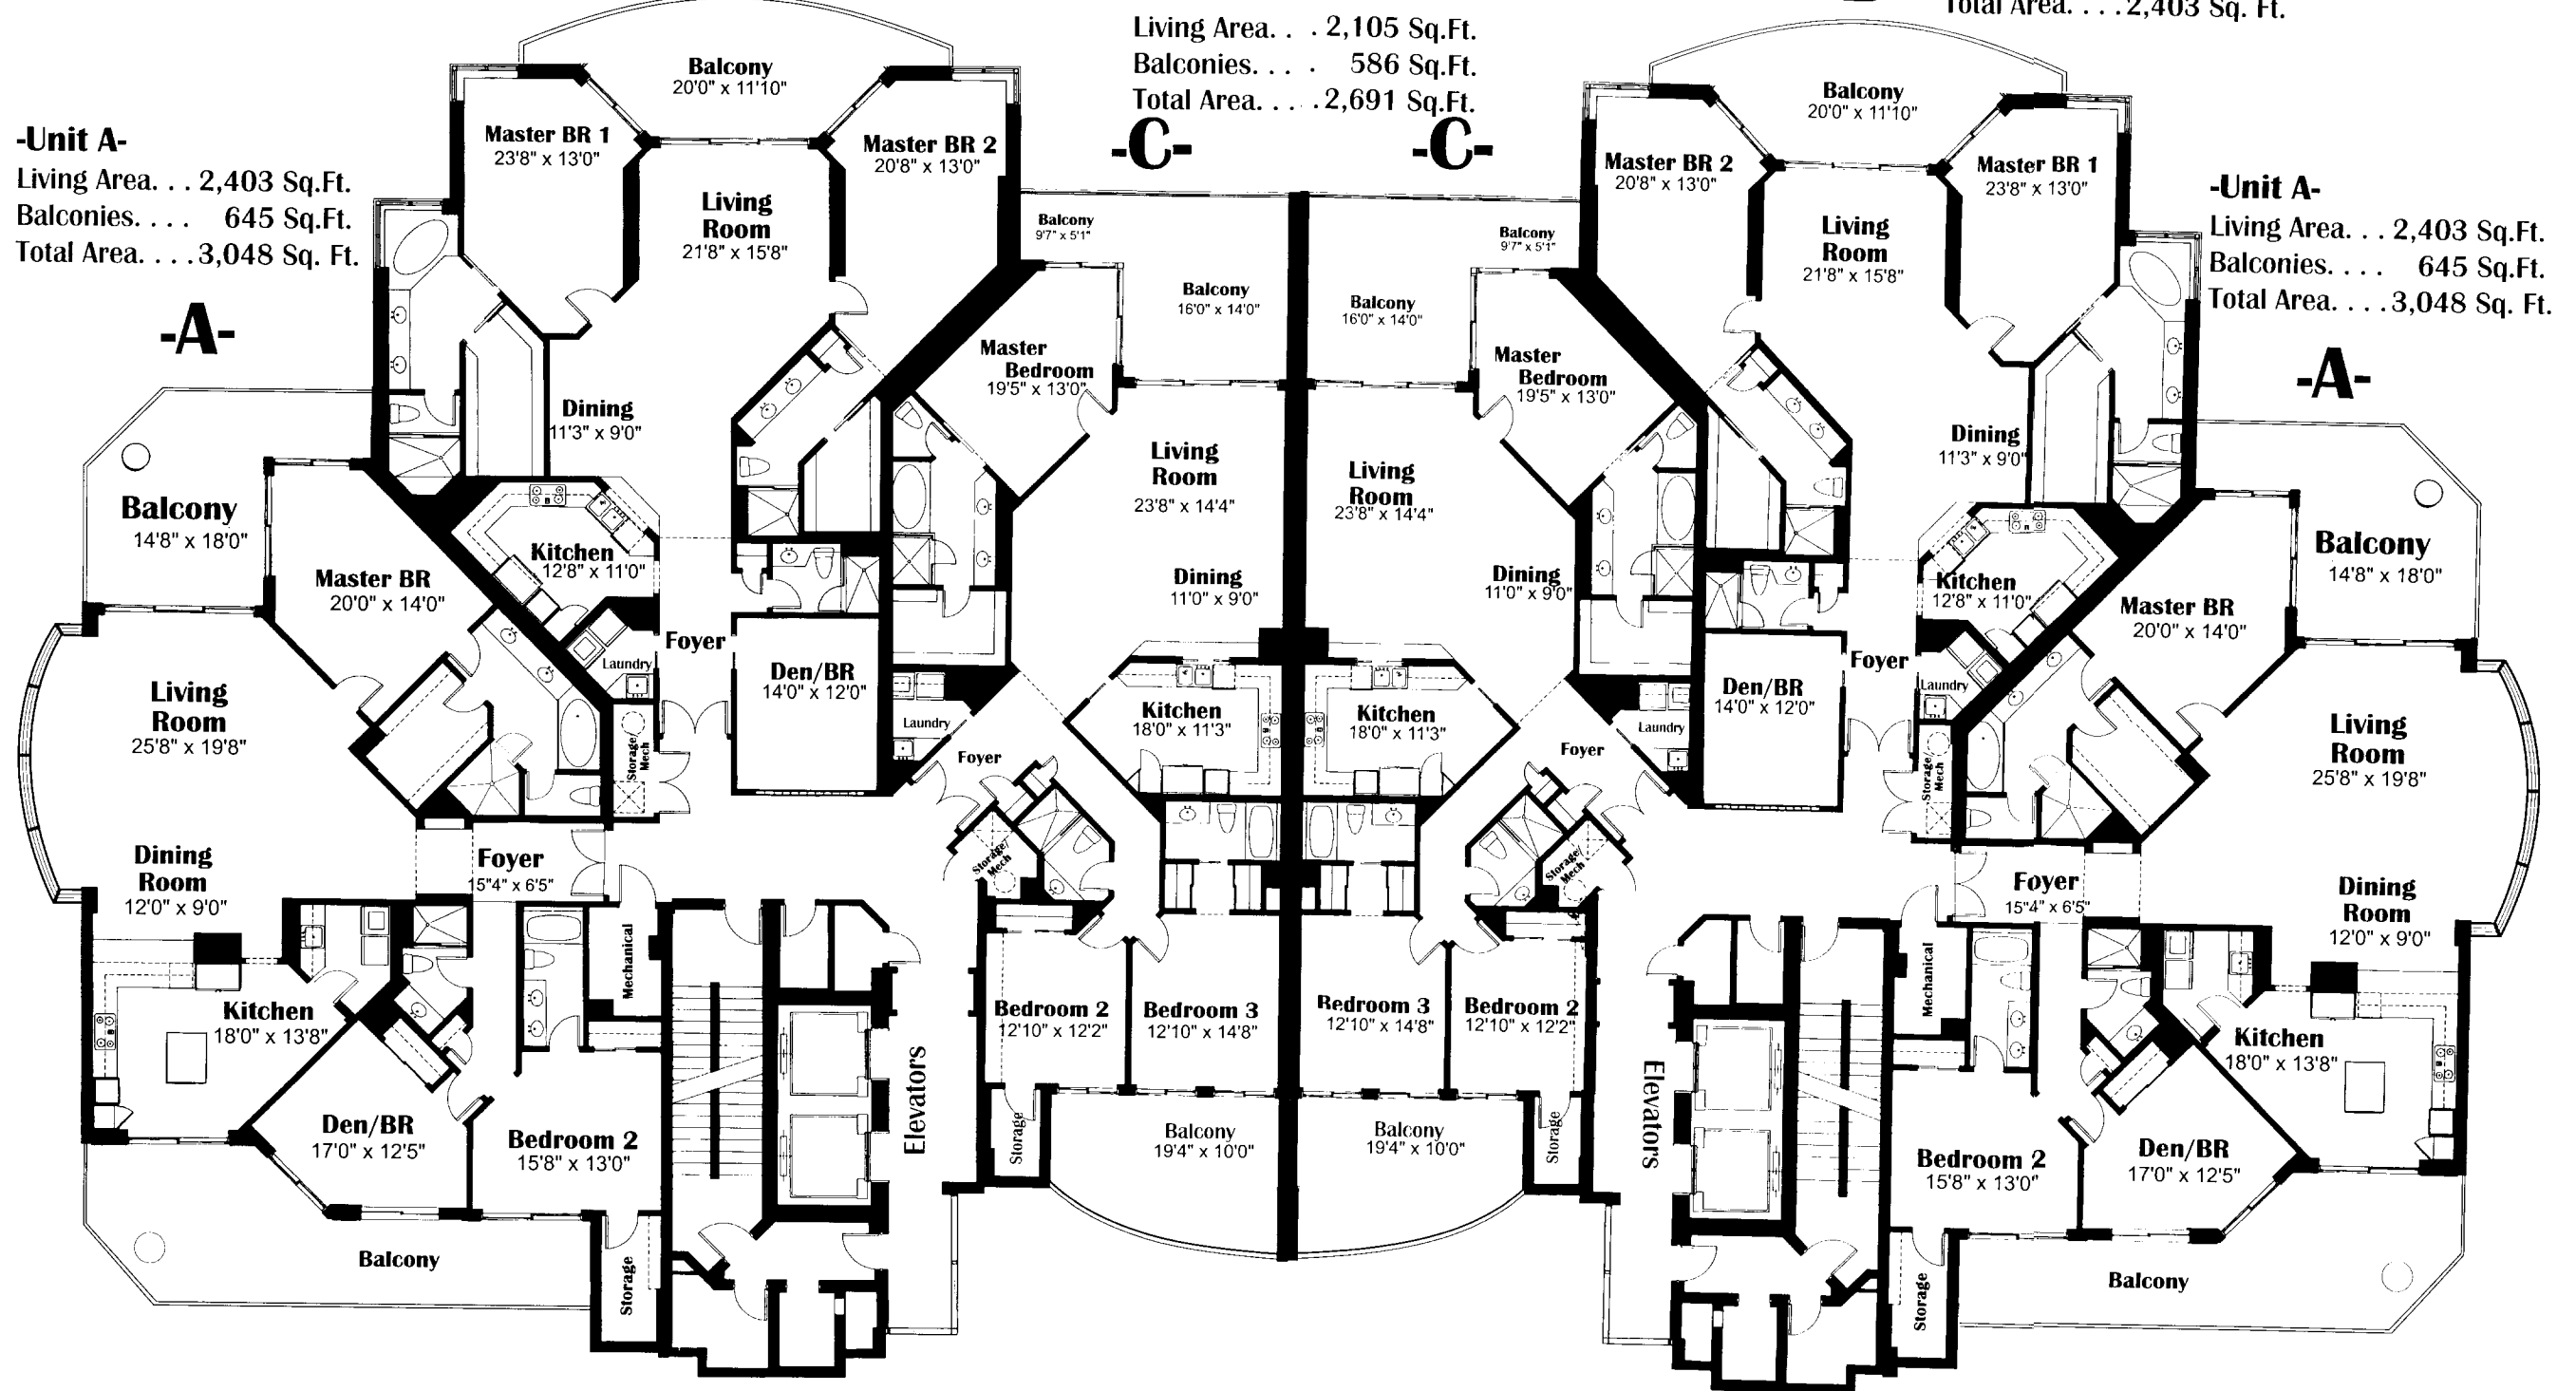 Living Area. . . 2,105 Sq.Ft.
Balconies. . . . 586 Sq.Ft.
Total Area. . . . 2,691 Sq.Ft.
-C-
-C-
Total Area. . . . 2,403 Sq. Ft.
-Unit A-
Living Area. . . 2,403 Sq.Ft.
Balconies. . . . 645 Sq.Ft.
Total Area. . . . 3,048 Sq. Ft.
-A-
-Unit A-
Living Area. . . 2,403 Sq.Ft.
Balconies. . . . 645 Sq.Ft.
Total Area. . . . 3,048 Sq. Ft.
-A-
Balcony
20'0" x 11'10"
Master BR 1
23'8" x 13'0"
Master BR 2
20'8" x 13'0"
Living
Room
21'8" x 15'8"
Dining
11'3" x 9'0"
Kitchen
12'8" x 11'0"
Laundry
Foyer
Den/BR
14'0" x 12'0"
Storage/
Mech
Balcony
14'8" x 18'0"
Master BR
20'0" x 14'0"
Living
Room
25'8" x 19'8"
Dining
Room
12'0" x 9'0"
Foyer
15"4" x 6'5"
Kitchen
18'0" x 13'8"
Mechanical
Den/BR
17'0" x 12'5"
Bedroom 2
15'8" x 13'0"
Balcony
Storage
Elevators
Balcony
9'7" x 5'1"
Balcony
16'0" x 14'0"
Master
Bedroom
19'5" x 13'0"
Living
Room
23'8" x 14'4"
Dining
11'0" x 9'0"
Kitchen
18'0" x 11'3"
Laundry
Foyer
Storage/
Mech
Bedroom 2
12'10" x 12'2"
Bedroom 3
12'10" x 14'8"
Storage
Balcony
19'4" x 10'0"
Balcony
9'7" x 5'1"
Balcony
16'0" x 14'0"
Master
Bedroom
19'5" x 13'0"
Living
Room
23'8" x 14'4"
Dining
11'0" x 9'0"
Kitchen
18'0" x 11'3"
Foyer
Laundry
Storage/
Mech
Bedroom 3
12'10" x 14'8"
Bedroom 2
12'10" x 12'2"
Balcony
19'4" x 10'0"
Storage
Elevators
Balcony
20'0" x 11'10"
Master BR 2
20'8" x 13'0"
Master BR 1
23'8" x 13'0"
Living
Room
21'8" x 15'8"
Dining
11'3" x 9'0"
Kitchen
12'8" x 11'0"
Foyer
Laundry
Den/BR
14'0" x 12'0"
Storage/
Mech
Balcony
14'8" x 18'0"
Master BR
20'0" x 14'0"
Living
Room
25'8" x 19'8"
Dining
Room
12'0" x 9'0"
Foyer
15"4" x 6'5"
Mechanical
Kitchen
18'0" x 13'8"
Bedroom 2
15'8" x 13'0"
Den/BR
17'0" x 12'5"
Balcony
Storage